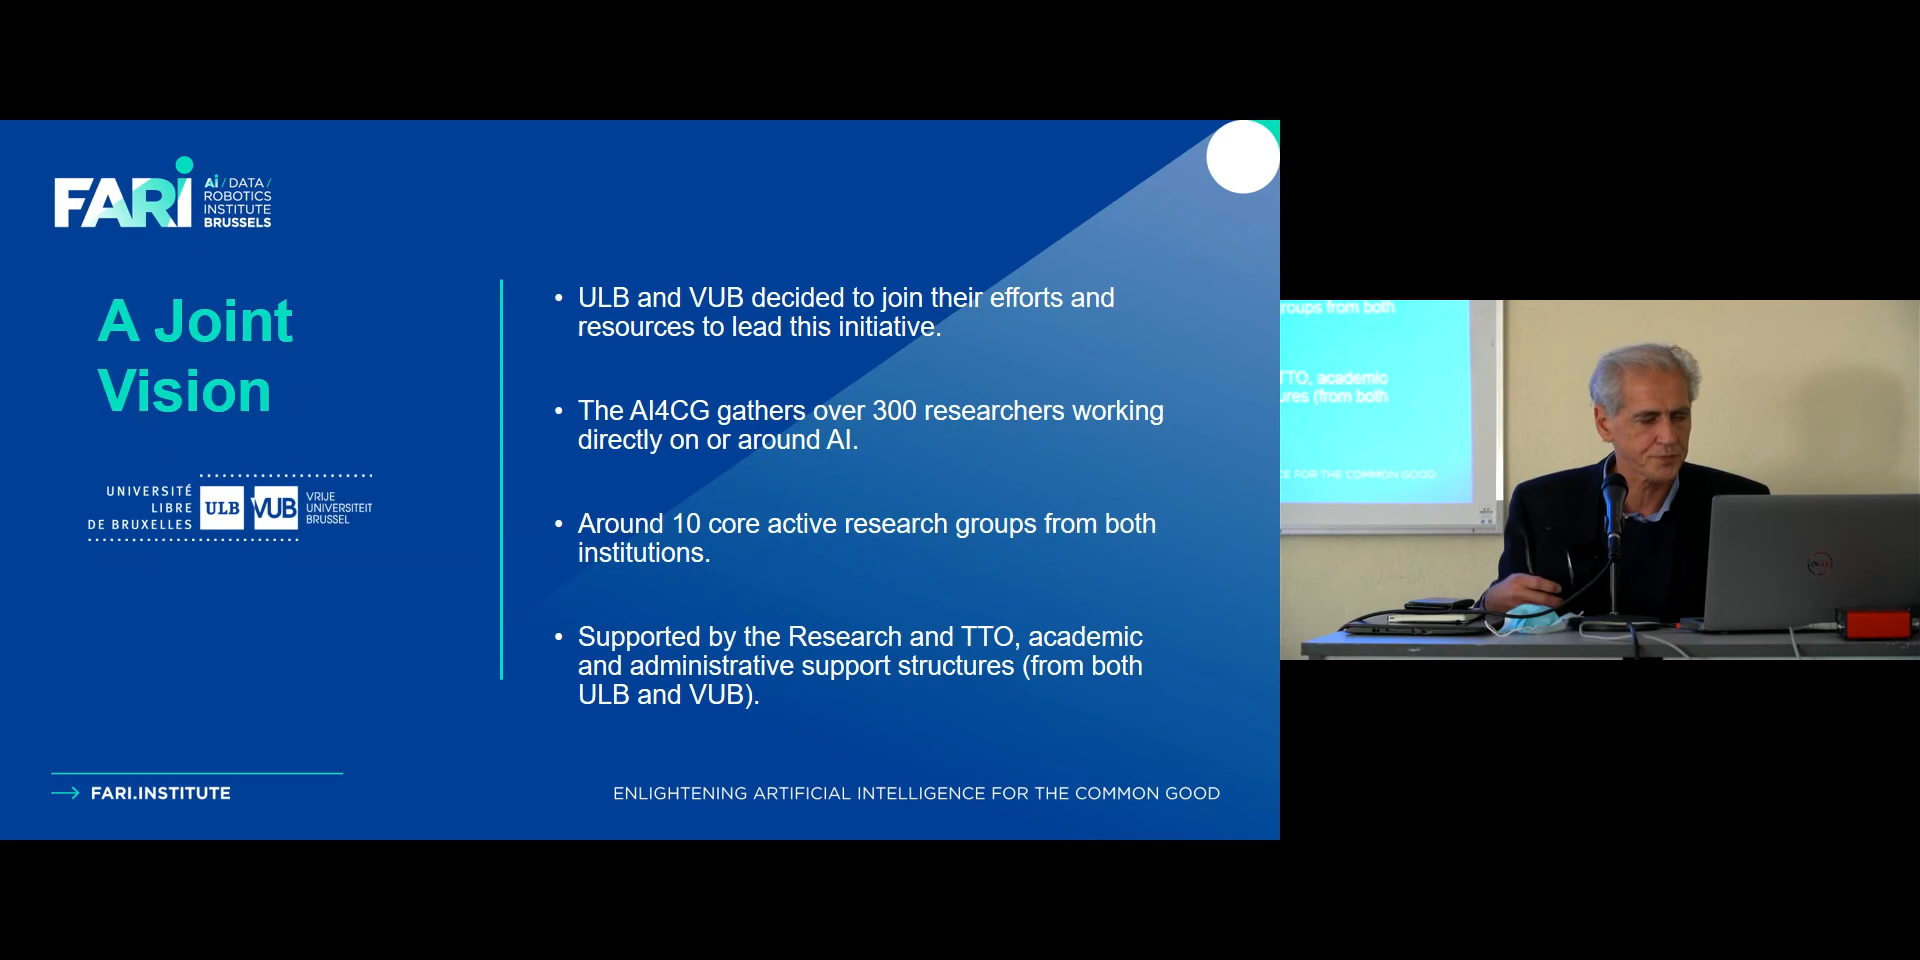 FARi
Ai / DATA /
ROBOTICS
INSTITUTE
BRUSSELS
A Joint
Vision
UNIVERSITÉ
LIBRE
DE BRUXELLES
ULB
VUB
VRIJE
UNIVERSITEIT
BRUSSEL
• ULB and VUB decided to join their efforts and
resources to lead this initiative.
• The AI4CG gathers over 300 researchers working
directly on or around AI.
• Around 10 core active research groups from both
institutions.
• Supported by the Research and TTO, academic
and administrative support structures (from both
ULB and VUB).
FARI.INSTITUTE
ENLIGHTENING ARTIFICIAL INTELLIGENCE FOR THE COMMON GOOD
from both
TTO, academic
(from both
FOR THE COMMON GOOD
DELL